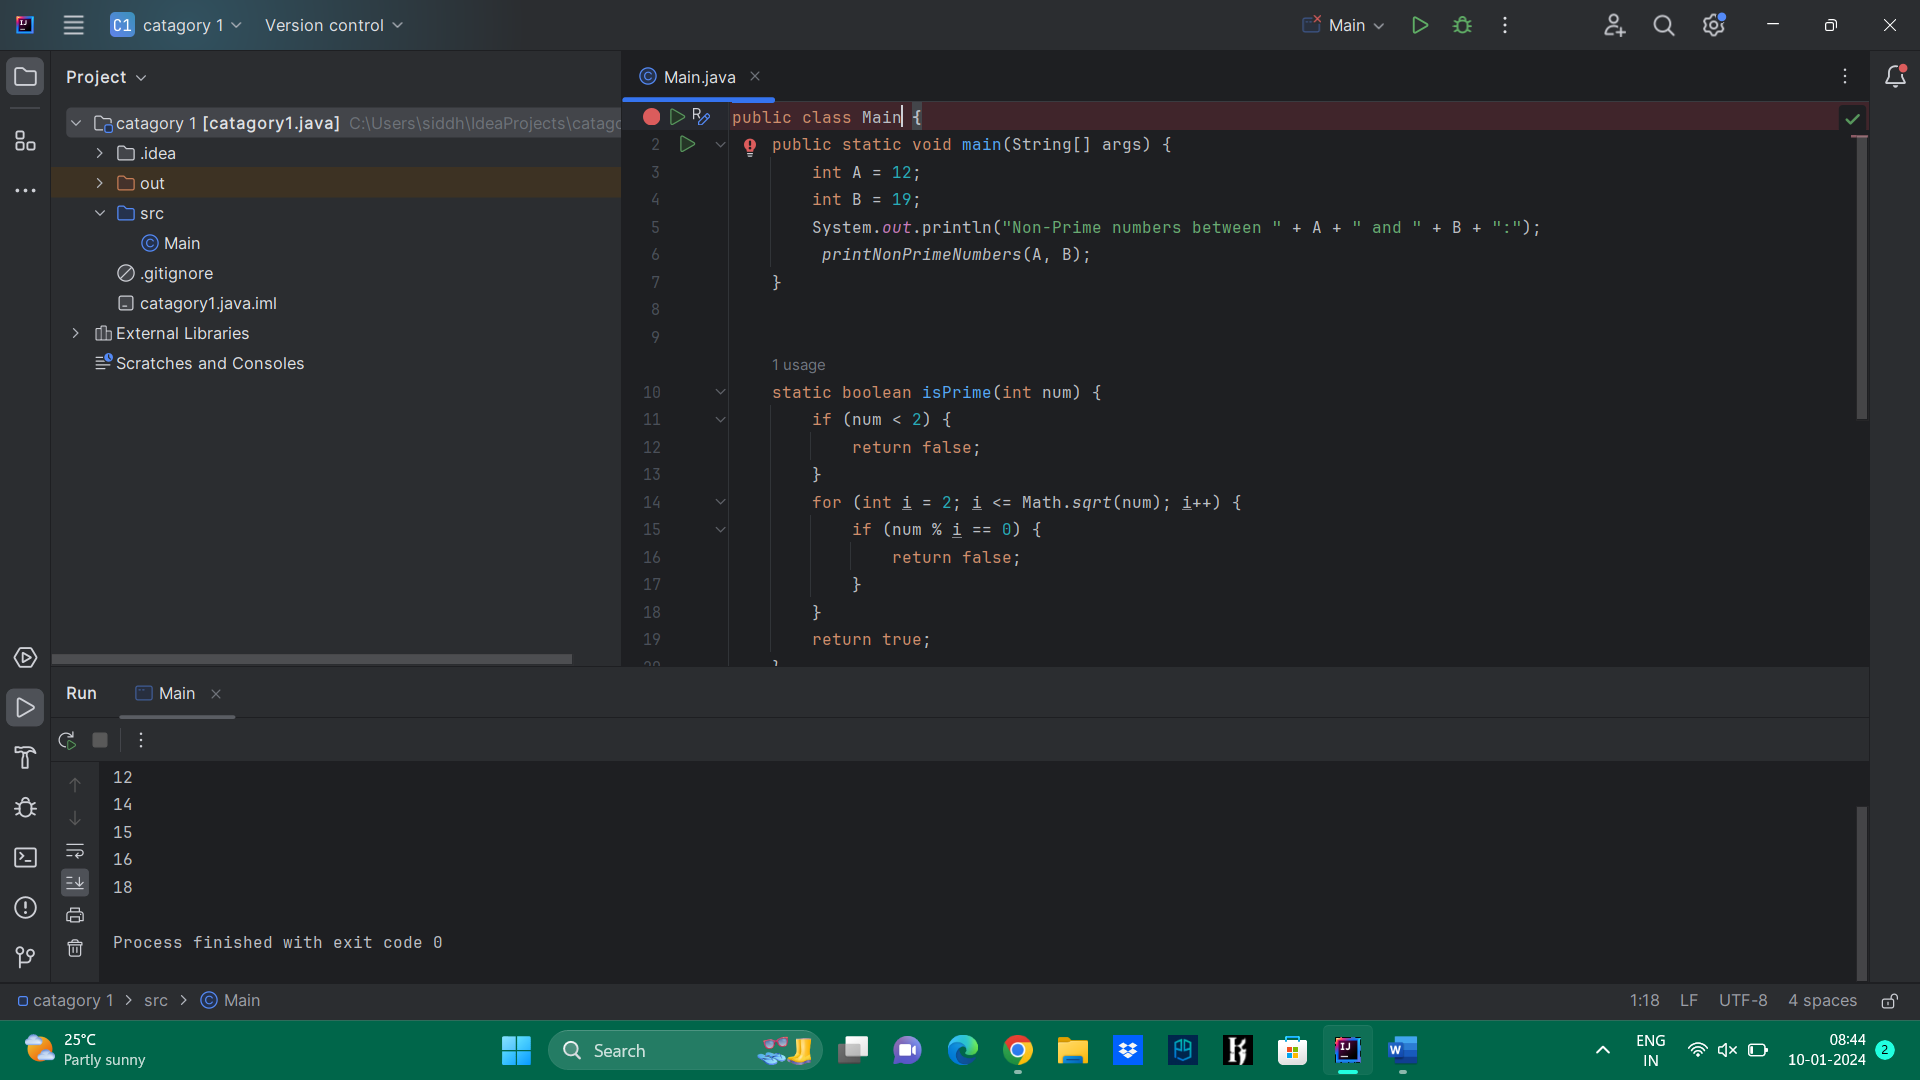 C1 catagory 1 Version control Main
Project
catagory 1 [catagory1.java] C:\Users\siddh\IdeaProjects\catago
.idea
out
src
Main
.gitignore
catagory1.java.iml
External Libraries
Scratches and Consoles
Main.java
public class Main {
2 public static void main(String[] args) {
3 int A = 12;
4 int B = 19;
5 System.out.println("Non-Prime numbers between " + A + " and " + B + ":");
6 printNonPrimeNumbers(A, B);
7 }
8
9
1 usage
10 static boolean isPrime(int num) {
11 if (num < 2) {
12 return false;
13 }
14 for (int i = 2; i <= Math.sqrt(num); i++) {
15 if (num % i == 0) {
16 return false;
17 }
18 }
19 return true;
Run Main
12
14
15
16
18
Process finished with exit code 0
catagory 1 > src > Main 1:18 LF UTF-8 4 spaces
25°C
Partly sunny
Search
ENG
IN
08:44
10-01-2024
2